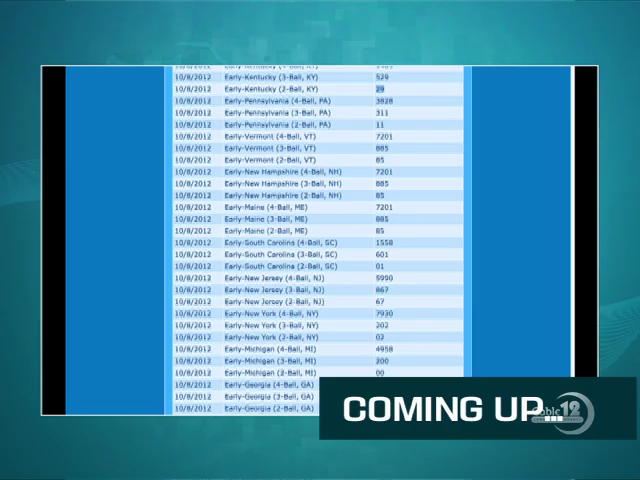 10/8/2012 Early-Kentucky (3-Ball, KY) 529
10/8/2012 Early-Kentucky (2-Ball, KY) 29
10/8/2012 Early-Pennsylvania (4-Ball, PA) 3828
10/8/2012 Early-Pennsylvania (3-Ball, PA) 311
10/8/2012 Early-Pennsylvania (2-Ball, PA) 11
10/8/2012 Early-Vermont (4-Ball, VT) 7201
10/8/2012 Early-Vermont (3-Ball, VT) 885
10/8/2012 Early-Vermont (2-Ball, VT) 85
10/8/2012 Early-New Hampshire (4-Ball, NH) 7201
10/8/2012 Early-New Hampshire (3-Ball, NH) 885
10/8/2012 Early-New Hampshire (2-Ball, NH) 85
10/8/2012 Early-Maine (4-Ball, ME) 7201
10/8/2012 Early-Maine (3-Ball, ME) 885
10/8/2012 Early-Maine (2-Ball, ME) 85
10/8/2012 Early-South Carolina (4-Ball, SC) 1558
10/8/2012 Early-South Carolina (3-Ball, SC) 601
10/8/2012 Early-South Carolina (2-Ball, SC) 01
10/8/2012 Early-New Jersey (4-Ball, NJ) 5990
10/8/2012 Early-New Jersey (3-Ball, NJ) 867
10/8/2012 Early-New Jersey (2-Ball, NJ) 67
10/8/2012 Early-New York (4-Ball, NY) 7930
10/8/2012 Early-New York (3-Ball, NY) 202
10/8/2012 Early-New York (2-Ball, NY) 02
10/8/2012 Early-Michigan (4-Ball, MI) 4958
10/8/2012 Early-Michigan (3-Ball, MI) 200
10/8/2012 Early-Michigan (2-Ball, MI) 00
10/8/2012 Early-Georgia (4-Ball, GA)
10/8/2012 Early-Georgia (3-Ball, GA)
10/8/2012 Early-Georgia (2-Ball, GA)
COMING UP...
Cable 12